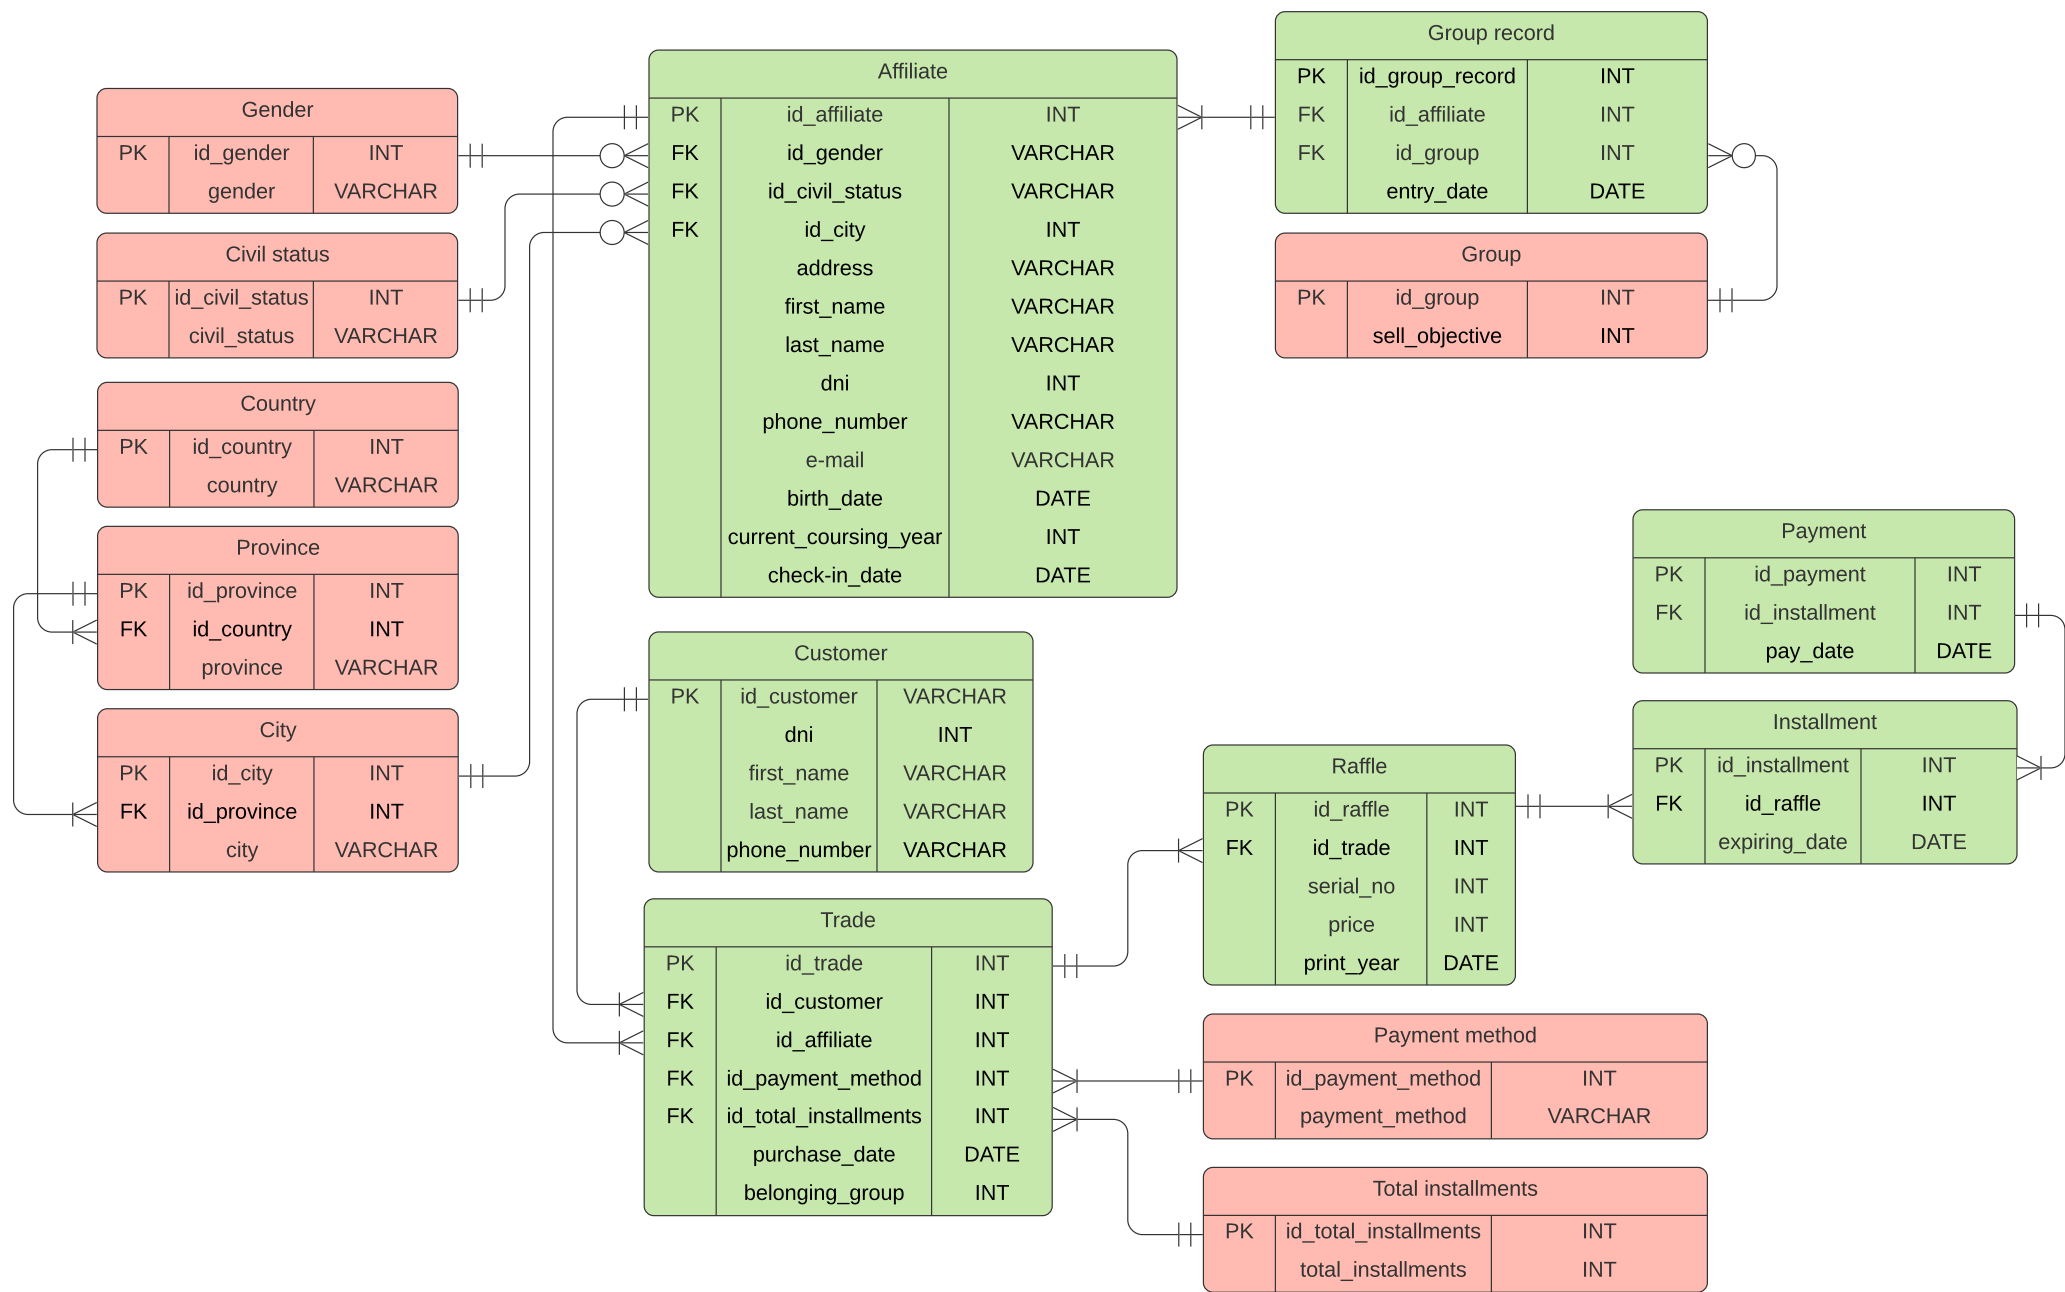 Gender
PK id_gender INT
gender VARCHAR
Civil status
PK id_civil_status INT
civil_status VARCHAR
Country
PK id_country INT
country VARCHAR
Province
PK id_province INT
FK id_country INT
province VARCHAR
City
PK id_city INT
FK id_province INT
city VARCHAR
Affiliate
PK id_affiliate INT
FK id_gender VARCHAR
FK id_civil_status VARCHAR
FK id_city INT
address VARCHAR
first_name VARCHAR
last_name VARCHAR
dni INT
phone_number VARCHAR
e-mail VARCHAR
birth_date DATE
current_coursing_year INT
check-in_date DATE
Customer
PK id_customer VARCHAR
dni INT
first_name VARCHAR
last_name VARCHAR
phone_number VARCHAR
Trade
PK id_trade INT
FK id_customer INT
FK id_affiliate INT
FK id_payment_method INT
FK id_total_installments INT
purchase_date DATE
belonging_group INT
Group record
PK id_group_record INT
FK id_affiliate INT
FK id_group INT
entry_date DATE
Group
PK id_group INT
sell_objective INT
Payment
PK id_payment INT
FK id_installment INT
pay_date DATE
Installment
PK id_installment INT
FK id_raffle INT
expiring_date DATE
Raffle
PK id_raffle INT
FK id_trade INT
serial_no INT
price INT
print_year DATE
Payment method
PK id_payment_method INT
payment_method VARCHAR
Total installments
PK id_total_installments INT
total_installments INT